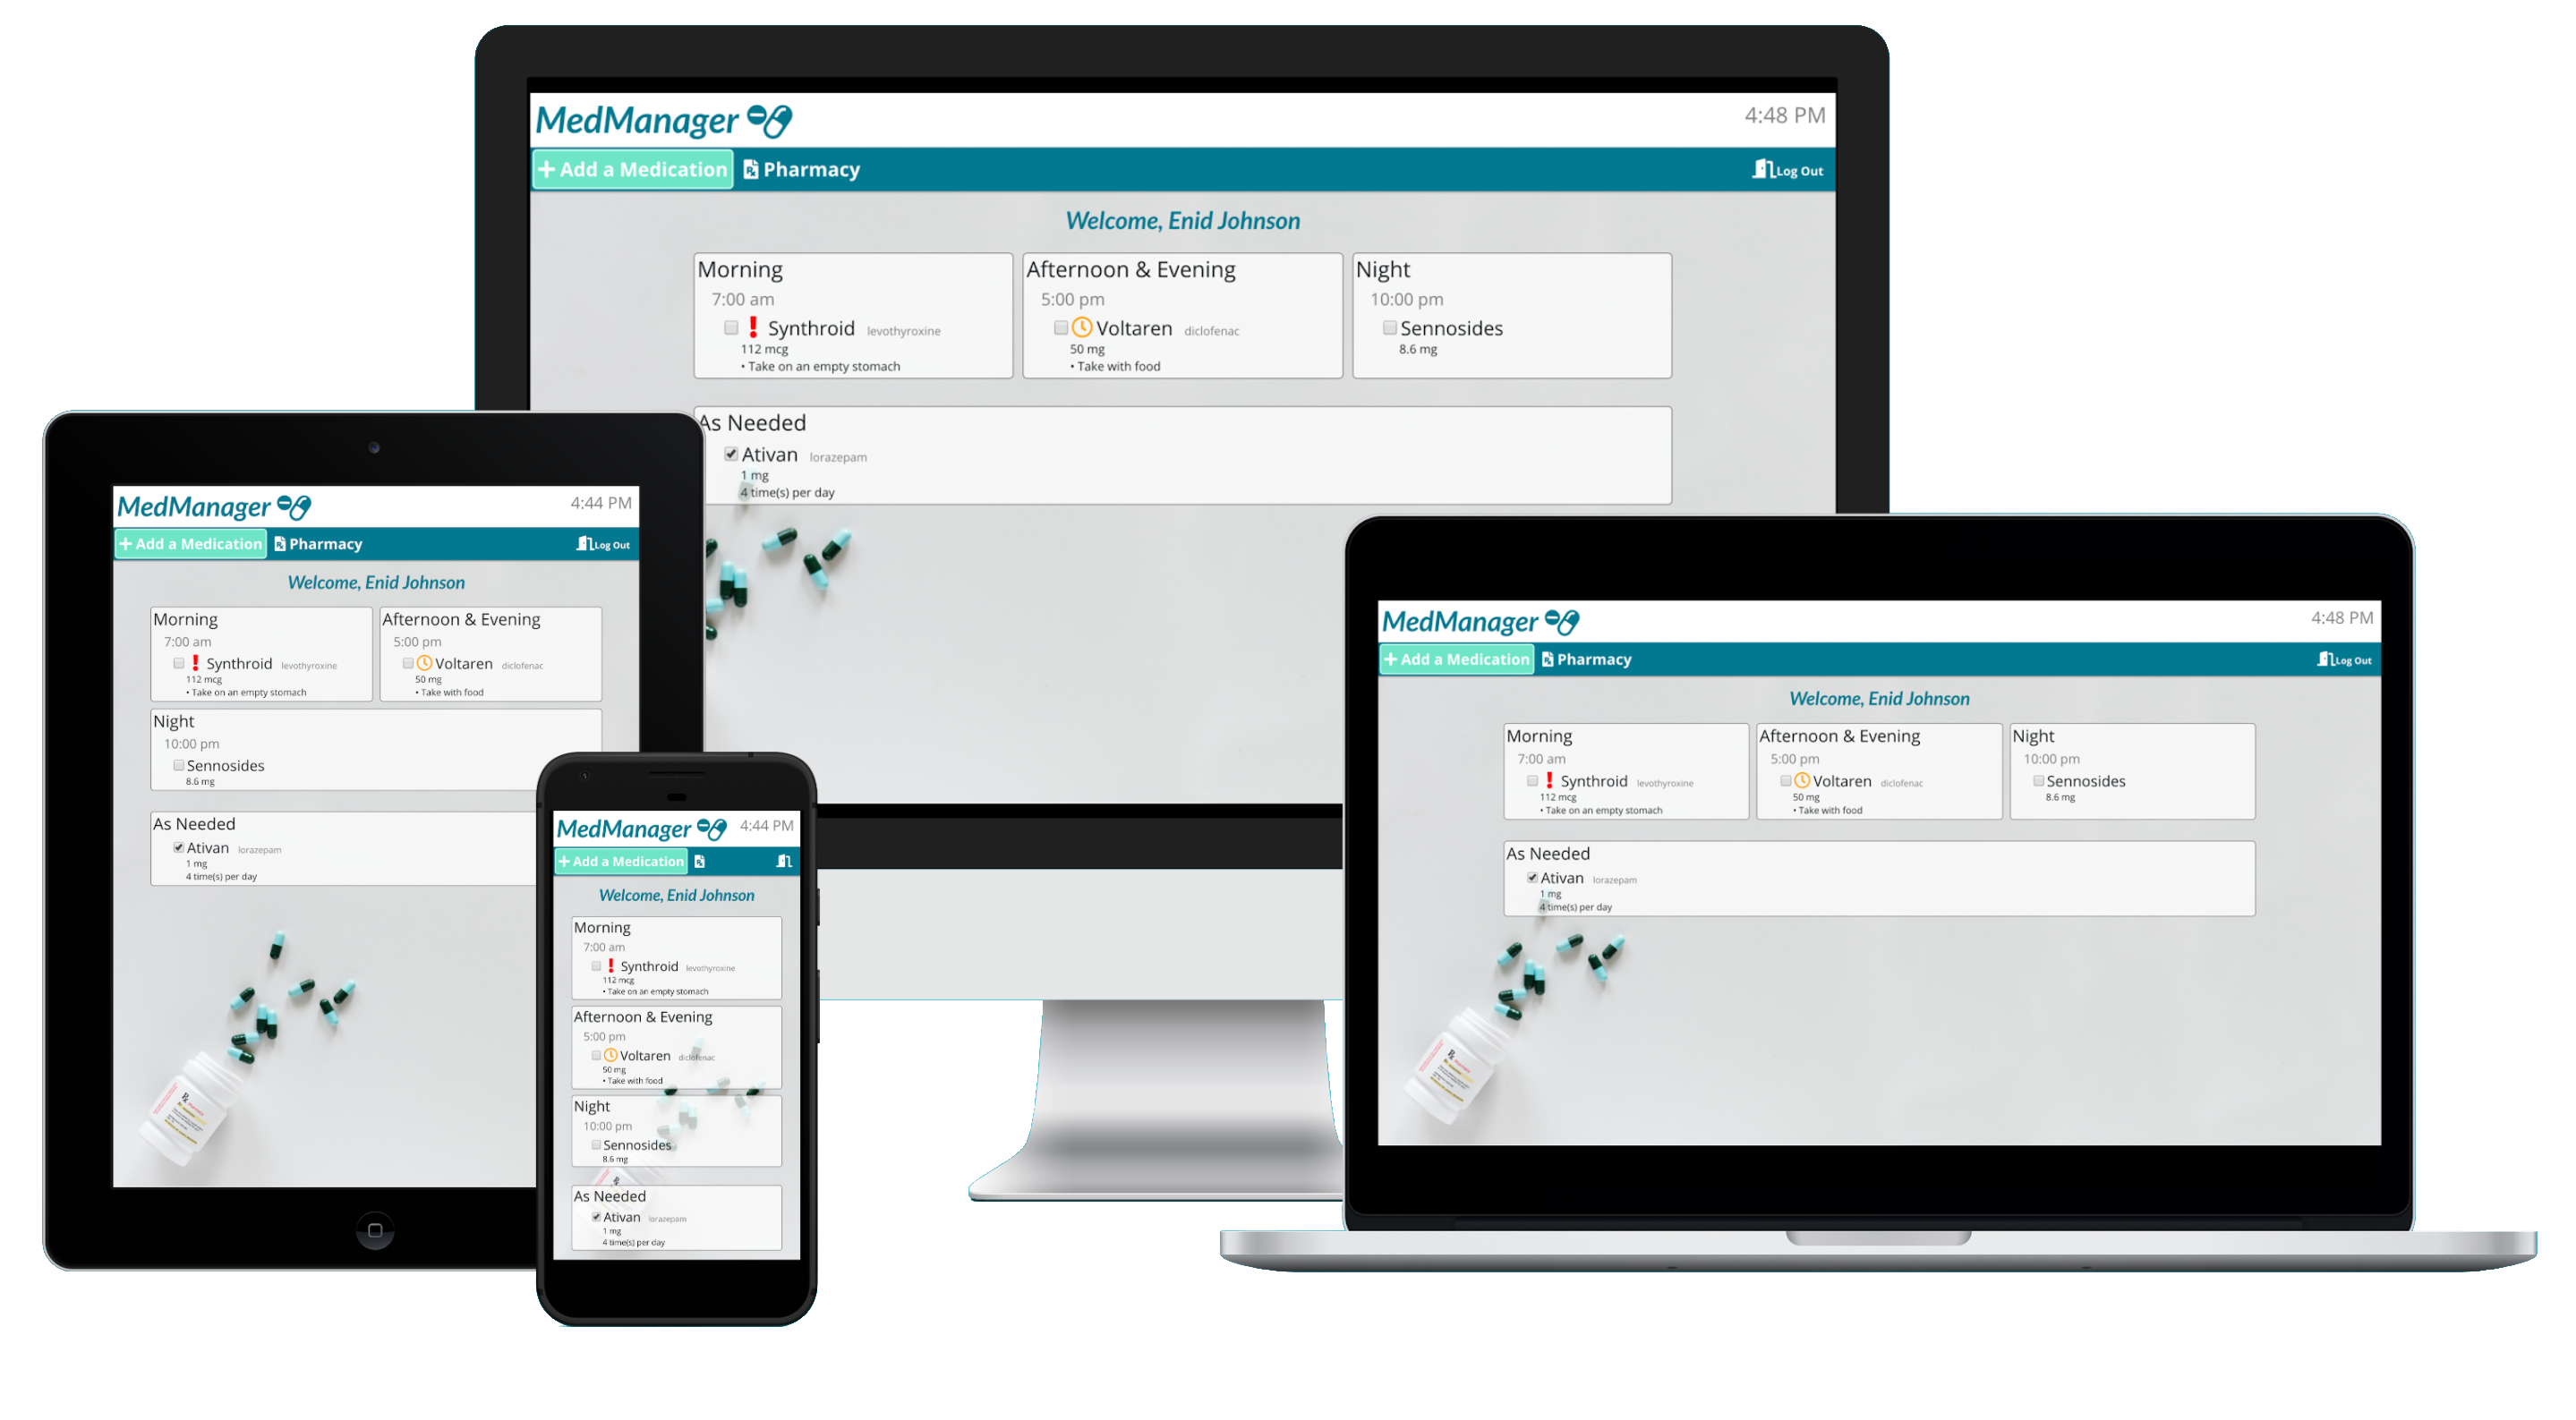 MedManager
4:48 PM
+ Add a Medication
Pharmacy
Log Out
Welcome, Enid Johnson
Morning
7:00 am
Synthroid levothyroxine
112 mcg
• Take on an empty stomach
Afternoon & Evening
5:00 pm
Voltaren diclofenac
50 mg
• Take with food
Night
10:00 pm
Sennosides
8.6 mg
As Needed
Ativan lorazepam
1 mg
4 time(s) per day
MedManager
4:44 PM
+ Add a Medication
Pharmacy
Log Out
Welcome, Enid Johnson
Morning
7:00 am
Synthroid levothyroxine
112 mcg
• Take on an empty stomach
Afternoon & Evening
5:00 pm
Voltaren diclofenac
50 mg
• Take with food
Night
10:00 pm
Sennosides
8.6 mg
As Needed
Ativan lorazepam
1 mg
4 time(s) per day
MedManager
4:44 PM
+ Add a Medication
Welcome, Enid Johnson
Morning
7:00 am
Synthroid levothyroxine
112 mcg
• Take on an empty stomach
Afternoon & Evening
5:00 pm
Voltaren diclofenac
50 mg
• Take with food
Night
10:00 pm
Sennosides
8.6 mg
As Needed
Ativan lorazepam
1 mg
4 time(s) per day
MedManager
4:48 PM
+ Add a Medication
Pharmacy
Log Out
Welcome, Enid Johnson
Morning
7:00 am
Synthroid levothyroxine
112 mcg
• Take on an empty stomach
Afternoon & Evening
5:00 pm
Voltaren diclofenac
50 mg
• Take with food
Night
10:00 pm
Sennosides
8.6 mg
As Needed
Ativan lorazepam
1 mg
4 time(s) per day